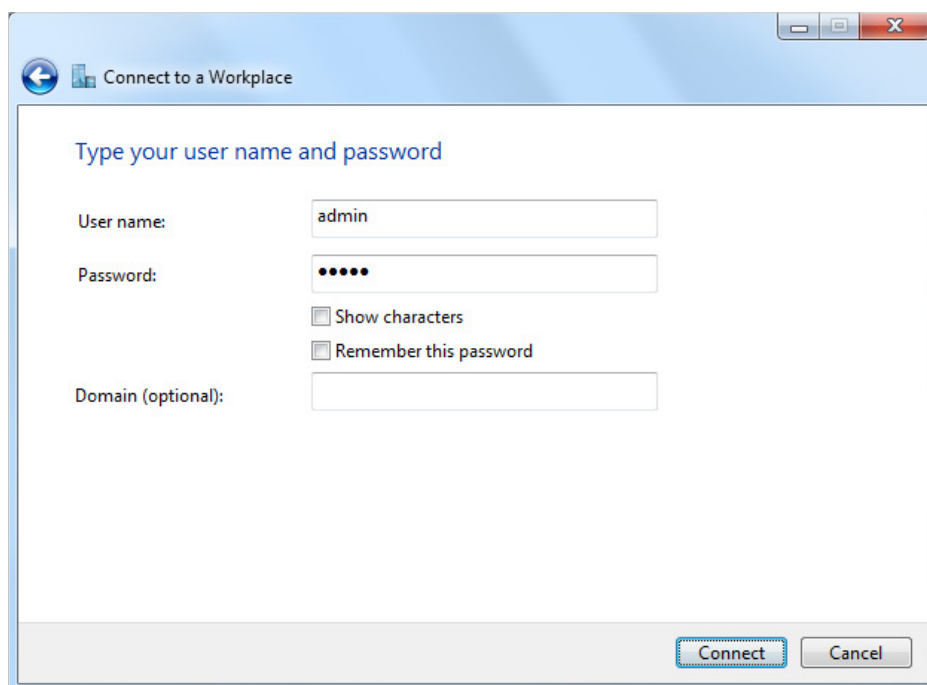 Connect to a Workplace
Type your user name and password
User name:
admin
Password:
•••••
Show characters
Remember this password
Domain (optional):
Connect
Cancel